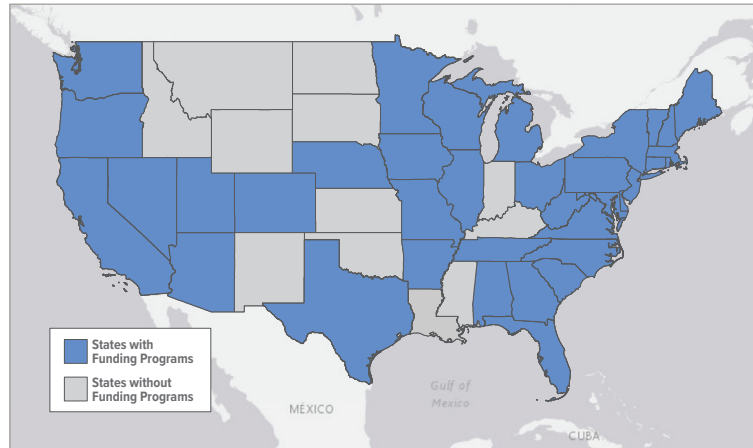 States with
Funding Programs
States without
Funding Programs
Gulf of
Mexico
MÉXICO
CUBA